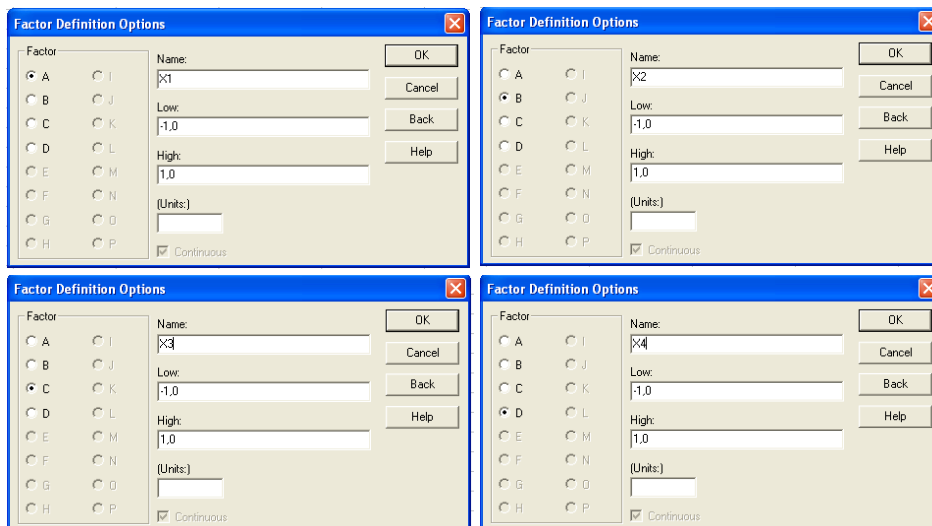 Factor Definition Options
Factor
A
B
C
D
E
F
G
H
I
J
K
L
M
N
O
P
Name:
X1
Low:
-1,0
High:
1,0
(Units:)
Continuous
OK
Cancel
Back
Help
Factor Definition Options
Factor
A
B
C
D
E
F
G
H
I
J
K
L
M
N
O
P
Name:
X2
Low:
-1,0
High:
1,0
(Units:)
Continuous
OK
Cancel
Back
Help
Factor Definition Options
Factor
A
B
C
D
E
F
G
H
I
J
K
L
M
N
O
P
Name:
X3
Low:
-1,0
High:
1,0
(Units:)
Continuous
OK
Cancel
Back
Help
Factor Definition Options
Factor
A
B
C
D
E
F
G
H
I
J
K
L
M
N
O
P
Name:
X4
Low:
-1,0
High:
1,0
(Units:)
Continuous
OK
Cancel
Back
Help